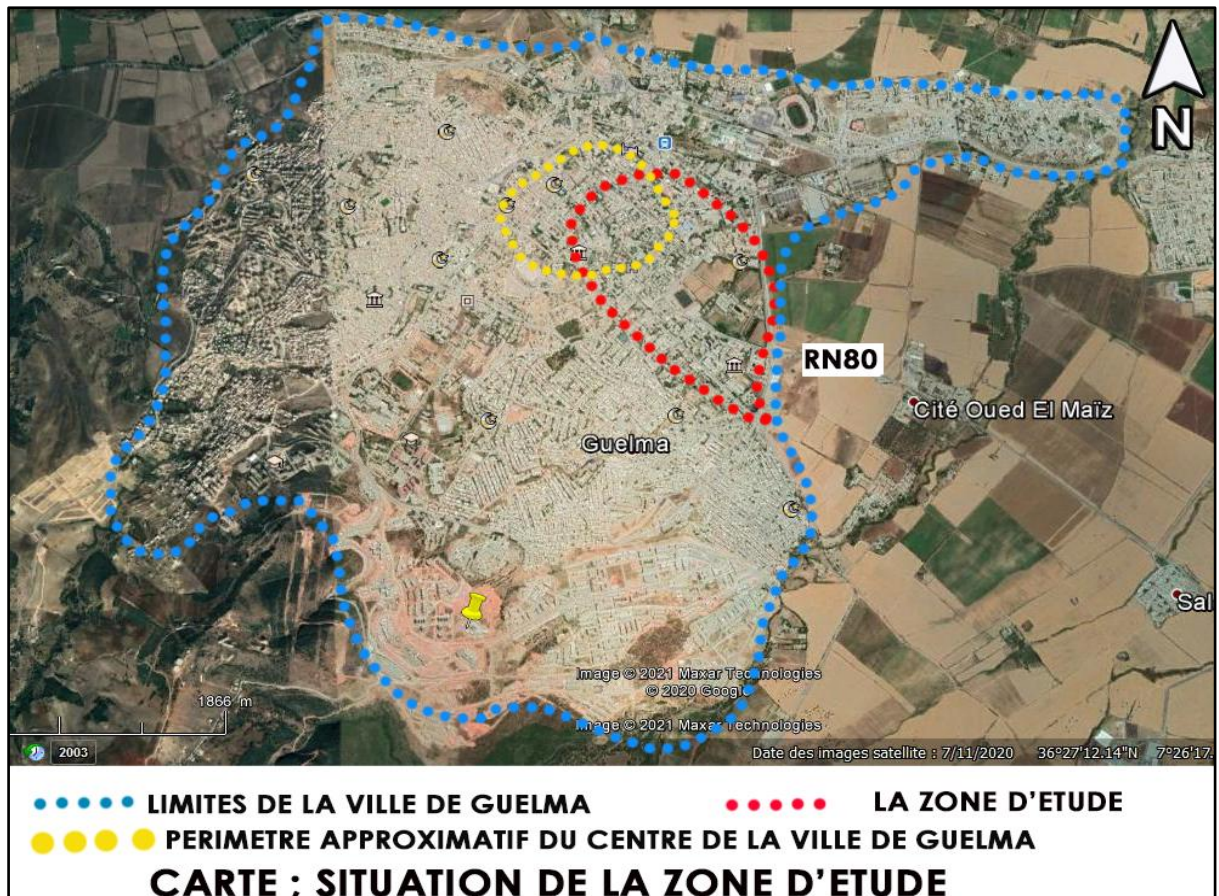 N
RN80
Cité Oued El Maïz
Guelma
Sal
Image © 2021 Maxar Technologies
© 2020 Google
1866 m
Image © 2021 Maxar Technologies
2003
Date des images satellite : 7/11/2020 36°27'12.14"N 7°26'17.
LIMITES DE LA VILLE DE GUELMA
LA ZONE D'ETUDE
PERIMETRE APPROXIMATIF DU CENTRE DE LA VILLE DE GUELMA
CARTE ; SITUATION DE LA ZONE D'ETUDE